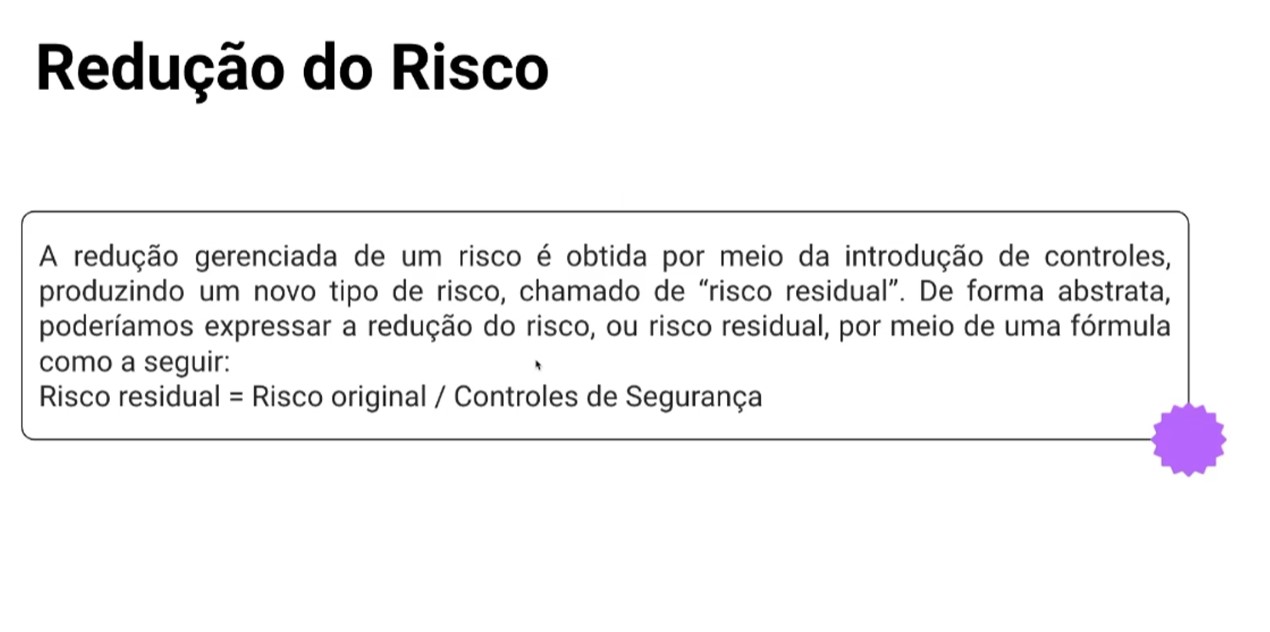 Redução do Risco
A redução gerenciada de um risco é obtida por meio da introdução de controles,
produzindo um novo tipo de risco, chamado de “risco residual”. De forma abstrata,
poderíamos expressar a redução do risco, ou risco residual, por meio de uma fórmula
como a seguir:
Risco residual = Risco original / Controles de Segurança